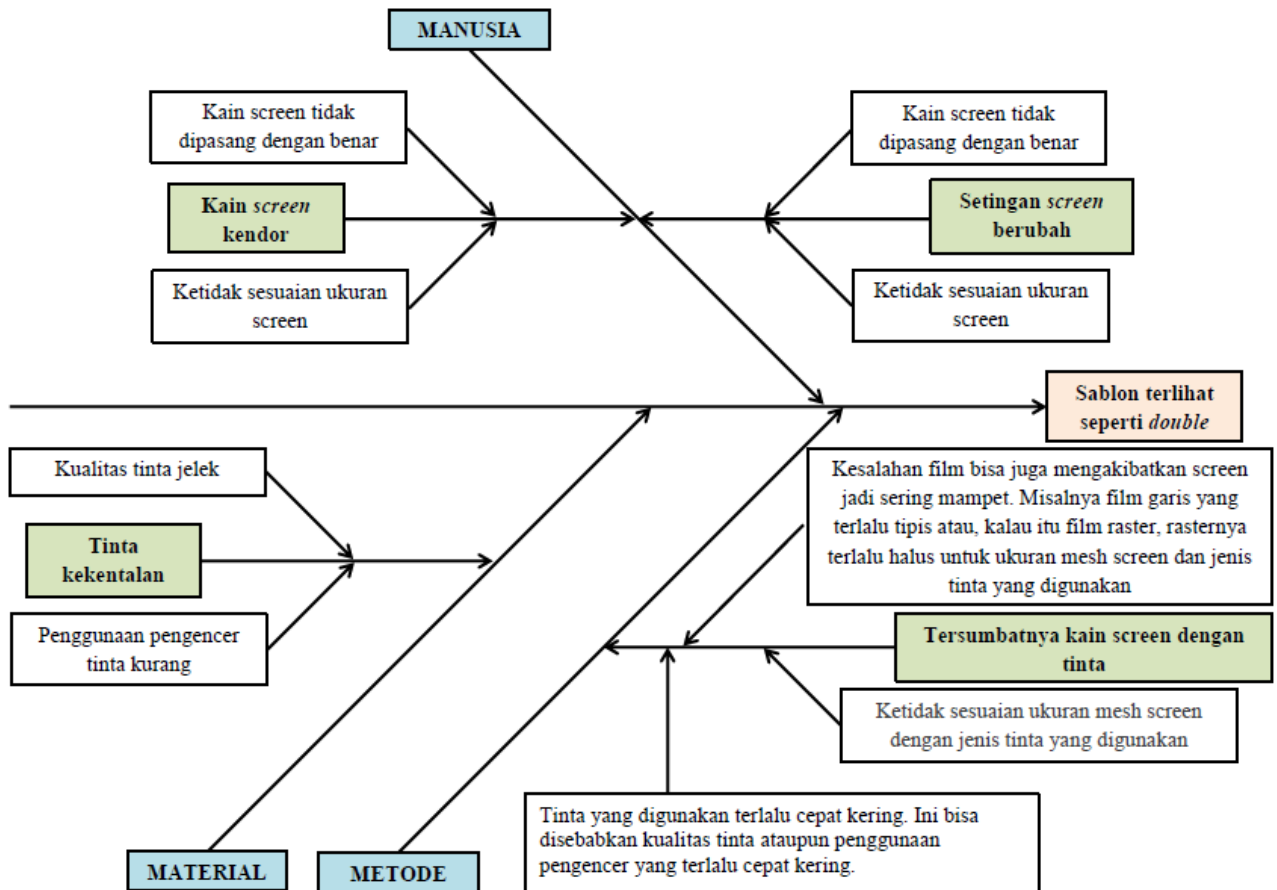 MANUSIA
Kain screen tidak
dipasang dengan benar
Kain screen tidak
dipasang dengan benar
Kain screen
kendor
Setingan screen
berubah
Ketidak sesuaian ukuran
screen
Ketidak sesuaian ukuran
screen
Sablon terlihat
seperti double
Kualitas tinta jelek
Kesalahan film bisa juga mengakibatkan screen
jadi sering mampet. Misalnya film garis yang
terlalu tipis atau, kalau itu film raster, rasternya
terlalu halus untuk ukuran mesh screen dan jenis
tinta yang digunakan
Tinta
kekentalan
Penggunaan pengencer
tinta kurang
Tersumbatnya kain screen dengan
tinta
Ketidak sesuaian ukuran mesh screen
dengan jenis tinta yang digunakan
Tinta yang digunakan terlalu cepat kering. Ini bisa
disebabkan kualitas tinta ataupun penggunaan
pengencer yang terlalu cepat kering.
MATERIAL
METODE